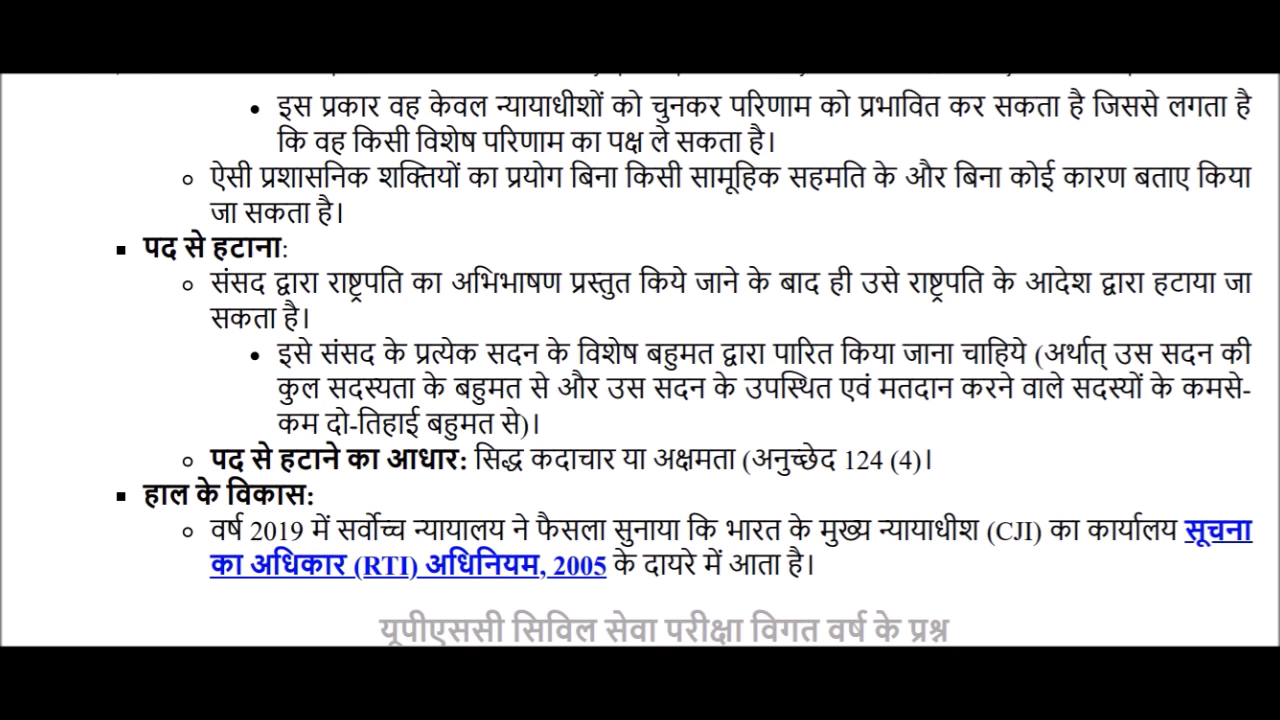 • इस प्रकार वह केवल न्यायाधीशों को चुनकर परिणाम को प्रभावित कर सकता है जिससे लगता है
कि वह किसी विशेष परिणाम का पक्ष ले सकता है।
○ ऐसी प्रशासनिक शक्तियों का प्रयोग बिना किसी सामूहिक सहमति के और बिना कोई कारण बताए किया
जा सकता है।
▪ पद से हटाना:
○ संसद द्वारा राष्ट्रपति का अभिभाषण प्रस्तुत किये जाने के बाद ही उसे राष्ट्रपति के आदेश द्वारा हटाया जा
सकता है।
• इसे संसद के प्रत्येक सदन के विशेष बहुमत द्वारा पारित किया जाना चाहिये (अर्थात् उस सदन की
कुल सदस्यता के बहुमत से और उस सदन के उपस्थित एवं मतदान करने वाले सदस्यों के कमसे-
कम दो-तिहाई बहुमत से)।
○ पद से हटाने का आधार: सिद्ध कदाचार या अक्षमता (अनुच्छेद 124 (4)।
▪ हाल के विकास:
○ वर्ष 2019 में सर्वोच्च न्यायालय ने फैसला सुनाया कि भारत के मुख्य न्यायाधीश (CJI) का कार्यालय सूचना
का अधिकार (RTI) अधिनियम, 2005 के दायरे में आता है।
यूपीएससी सिविल सेवा परीक्षा विगत वर्ष के प्रश्न